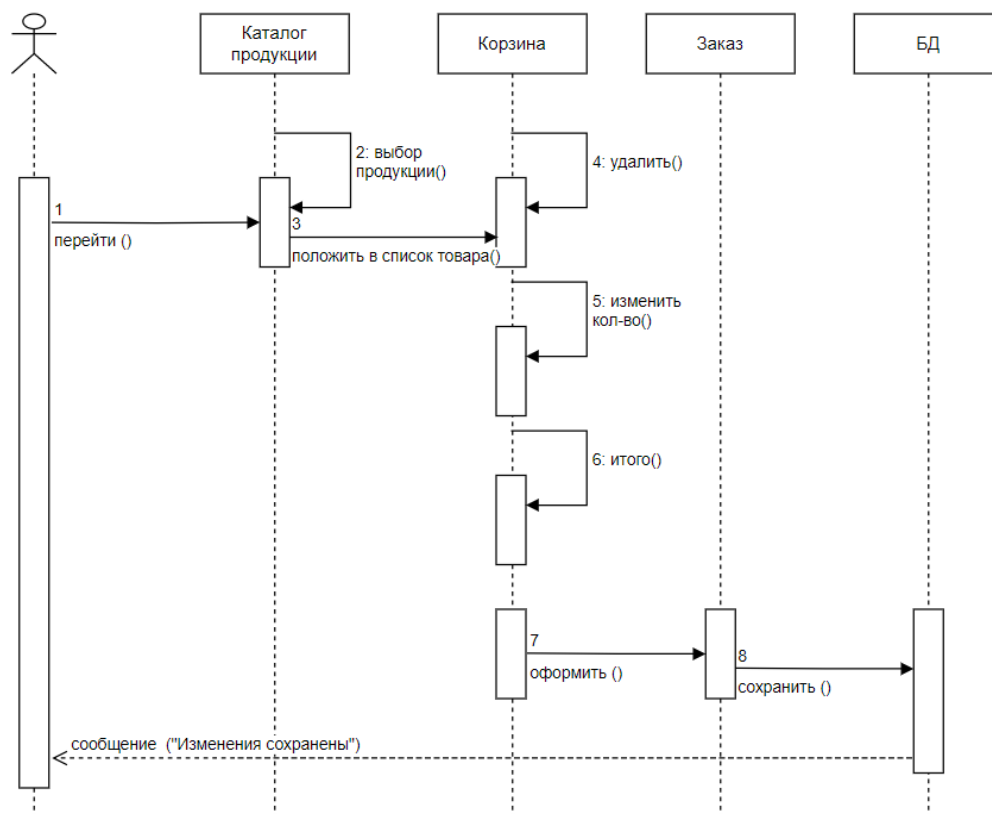 Каталог
продукции
Корзина
Заказ
БД
2: выбор
продукции()
4: удалить()
1
перейти ()
3
положить в список товара()
5: изменить
кол-во()
6: итого()
7
оформить ()
8
сохранить ()
сообщение ("Изменения сохранены")